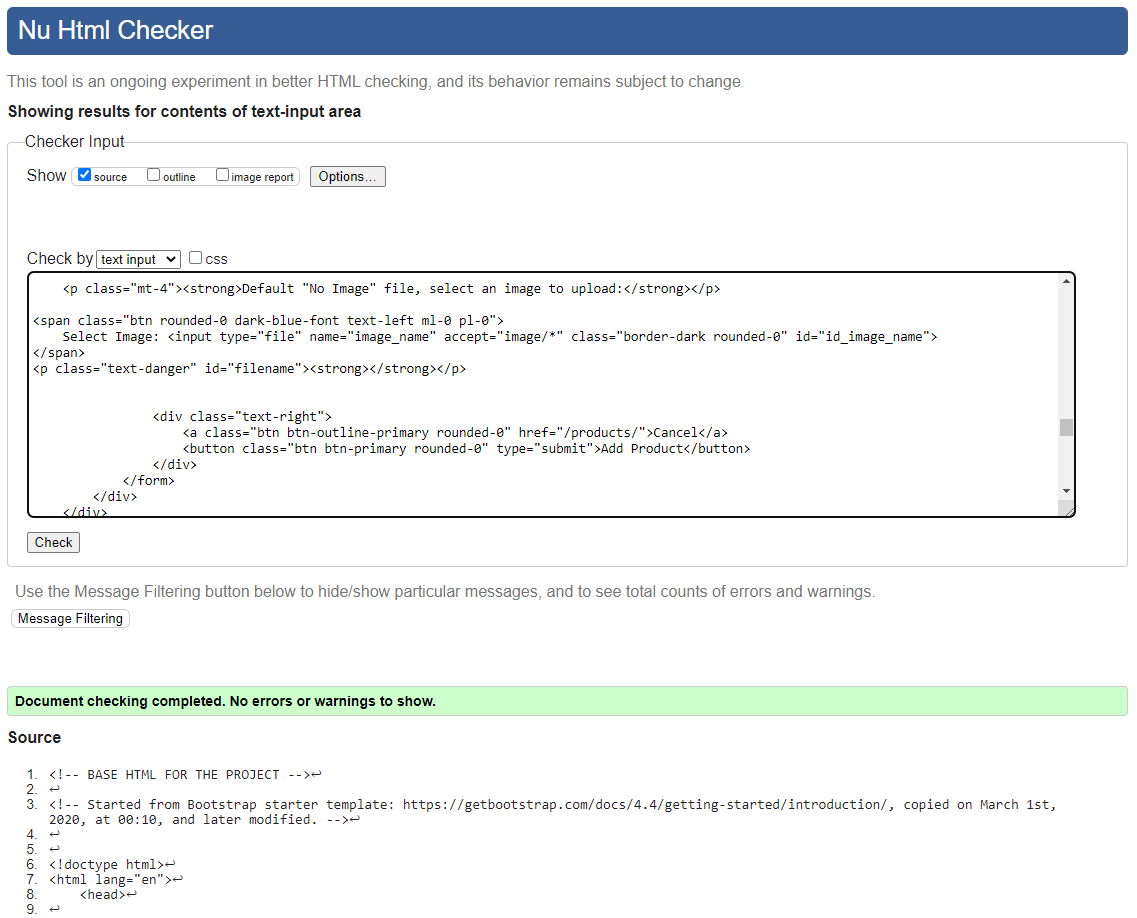 Nu Html Checker
This tool is an ongoing experiment in better HTML checking, and its behavior remains subject to change
Showing results for contents of text-input area
Checker Input
Show source outline image report Options...
Check by text input css
<p class="mt-4"><strong>Default "No Image" file, select an image to upload:</strong></p>
<span class="btn rounded-0 dark-blue-font text-left ml-0 pl-0">
Select Image: <input type="file" name="image_name" accept="image/*" class="border-dark rounded-0" id="id_image_name">
</span>
<p class="text-danger" id="filename"><strong></strong></p>
<div class="text-right">
<a class="btn btn-outline-primary rounded-0" href="/products/">Cancel</a>
<button class="btn btn-primary rounded-0" type="submit">Add Product</button>
</div>
</form>
</div>
</div>
Check
Use the Message Filtering button below to hide/show particular messages, and to see total counts of errors and warnings.
Message Filtering
Document checking completed. No errors or warnings to show.
Source
1. <!-- BASE HTML FOR THE PROJECT -->↩
2. ↩
3. <!-- Started from Bootstrap starter template: https://getbootstrap.com/docs/4.4/getting-started/introduction/, copied on March 1st,
2020, at 00:10, and later modified. -->↩
4. ↩
5. ↩
6. <!doctype html>↩
7. <html lang="en">↩
8. <head>↩
9. ↩